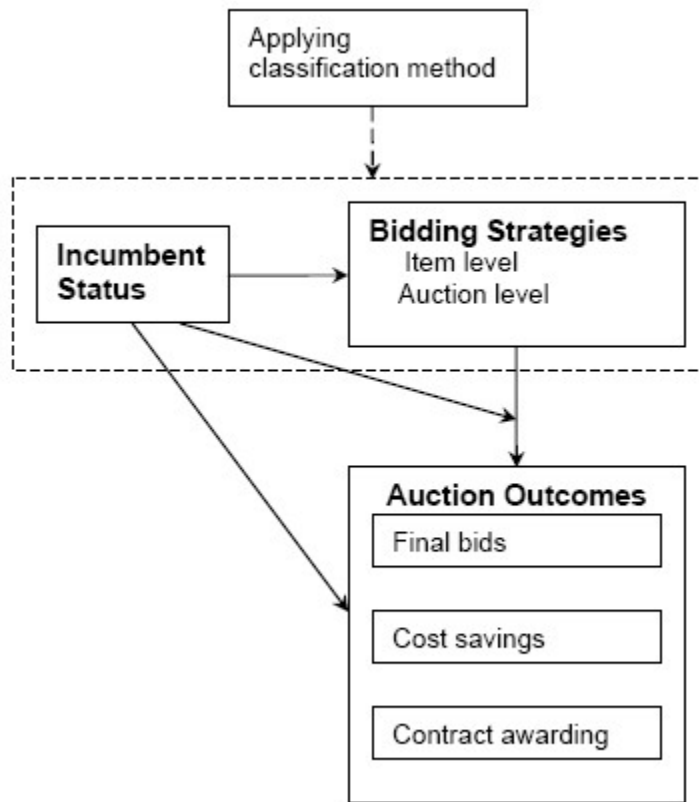 Applying
classification method
Incumbent
Status
Bidding Strategies
Item level
Auction level
Auction Outcomes
Final bids
Cost savings
Contract awarding